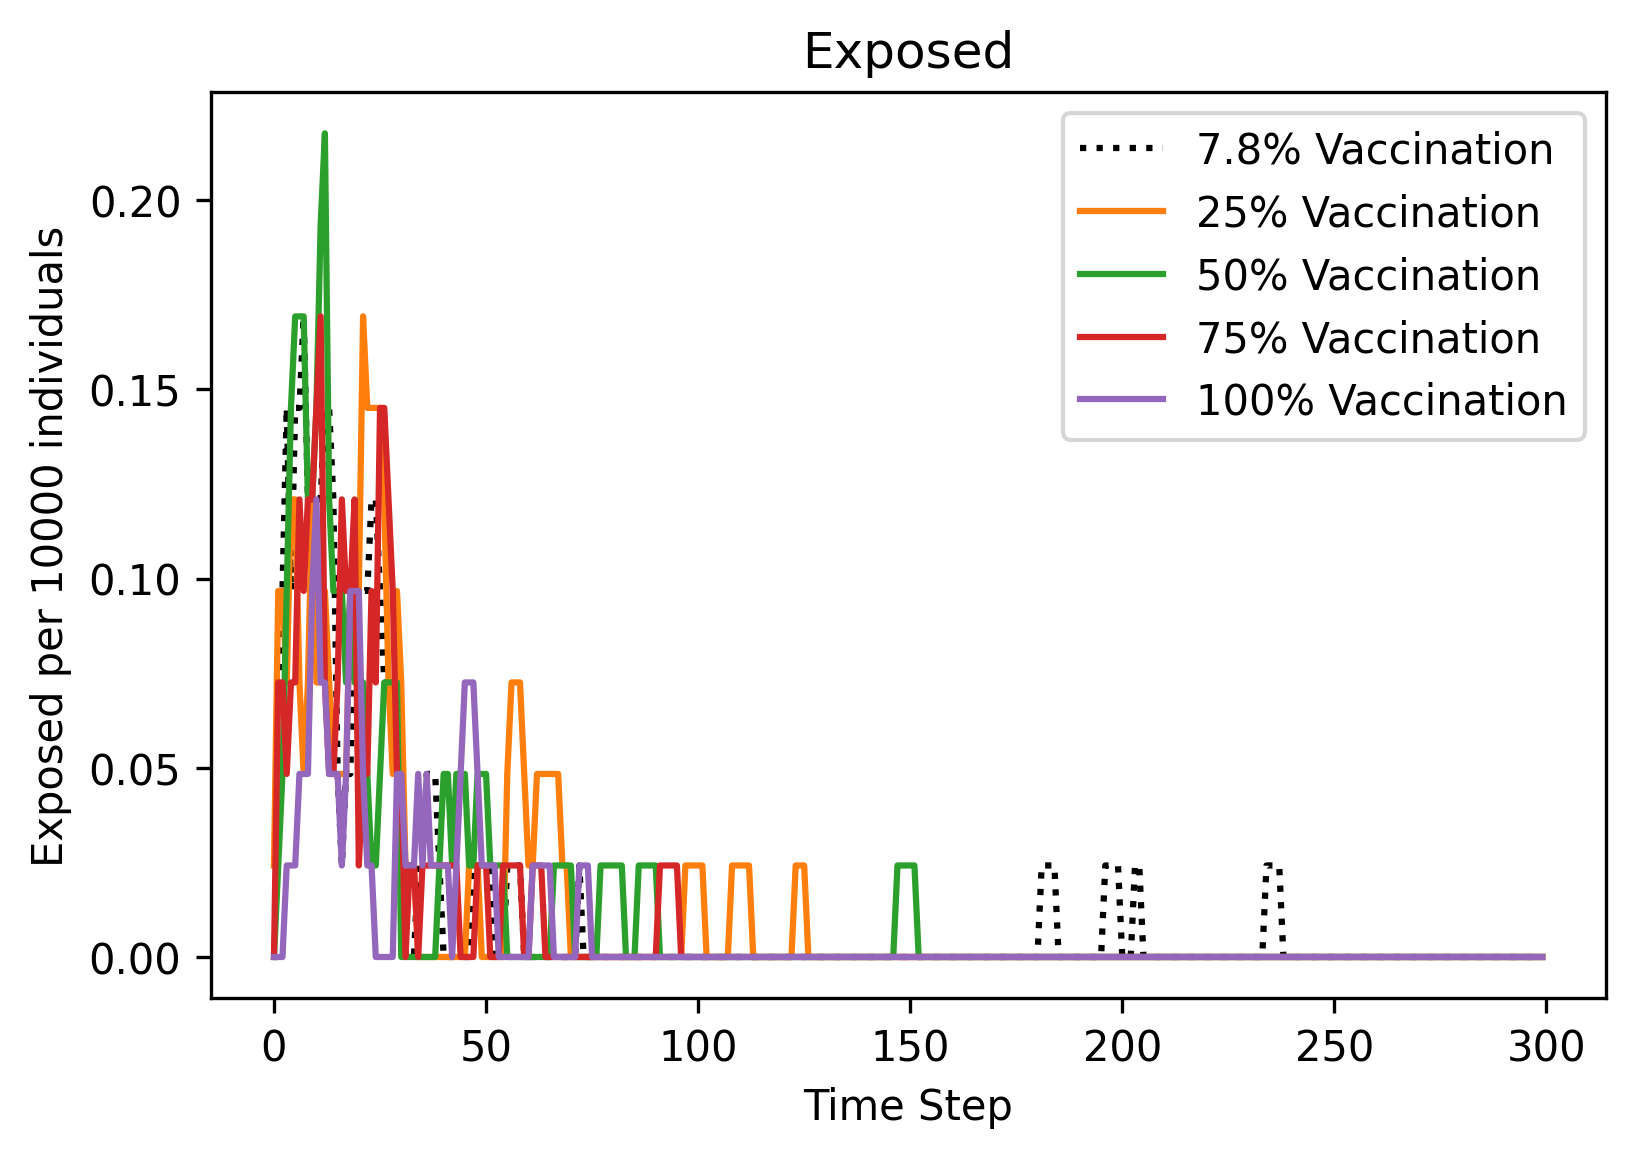 Exposed
Exposed per 10000 individuals
0.20
0.15
0.10
0.05
0.00
7.8% Vaccination
25% Vaccination
50% Vaccination
75% Vaccination
100% Vaccination
0 50 100 150 200 250 300
Time Step